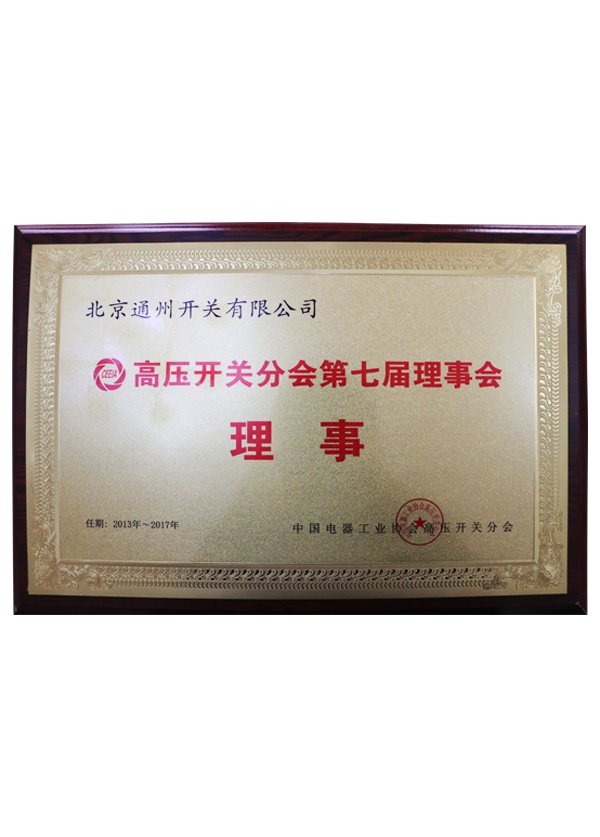 北京通州开关有限公司
CEEIA 高压开关分会第七届理事会
理事
任期: 2013年～2017年
中国电器工业协会高压开关分会